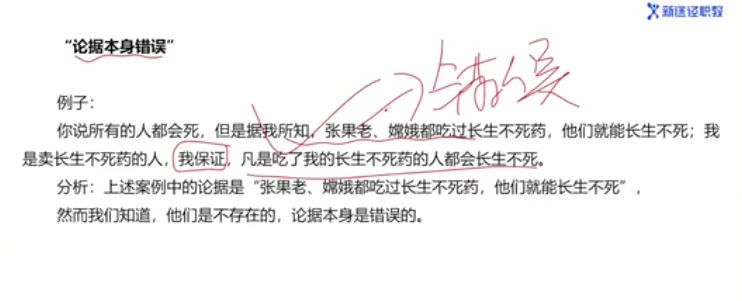 新途径职教
“论据本身错误”
错误
例子：
你说所有的人都会死，但是据我所知，张果老、嫦娥都吃过长生不死药，他们就能长生不死；我
是卖长生不死药的人，我保证，凡是吃了我的长生不死药的人都会长生不死。
分析：上述案例中的论据是“张果老、嫦娥都吃过长生不死药，他们就能长生不死”，
然而我们知道，他们是不存在的，论据本身是错误的。